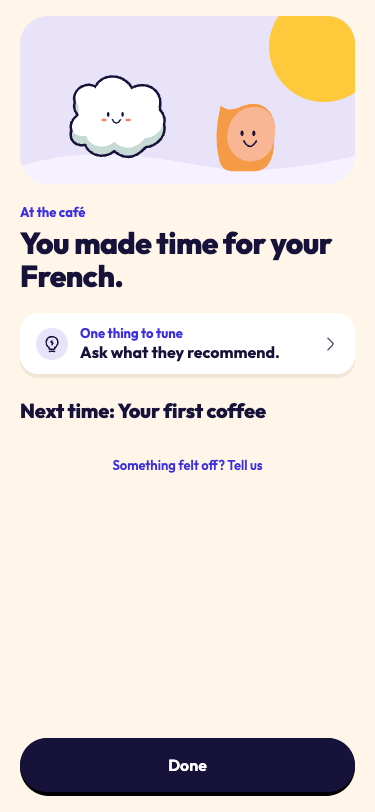 At the café
You made time for your
French.
One thing to tune
Ask what they recommend.
Next time: Your first coffee
Something felt off? Tell us
Done